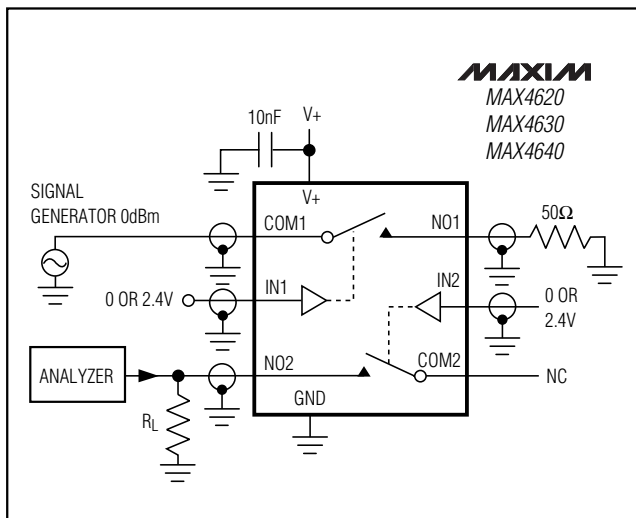 MAXIM
MAX4620
MAX4630
MAX4640
10nF
V+
V+
SIGNAL
GENERATOR 0dBm
COM1
NO1
50Ω
IN1
IN2
0 OR 2.4V
0 OR
2.4V
ANALYZER
NO2
COM2
NC
GND
RL